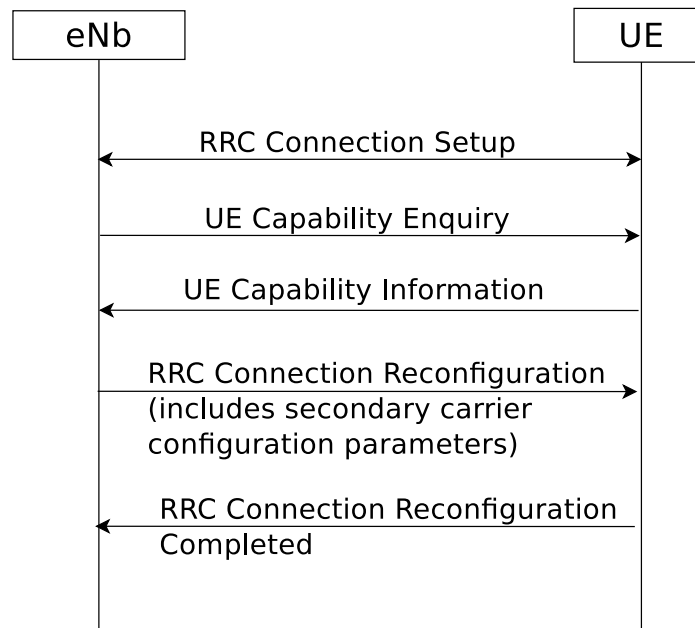 eNb
UE
RRC Connection Setup
UE Capability Enquiry
UE Capability Information
RRC Connection Reconfiguration
(includes secondary carrier
configuration parameters)
RRC Connection Reconfiguration
Completed